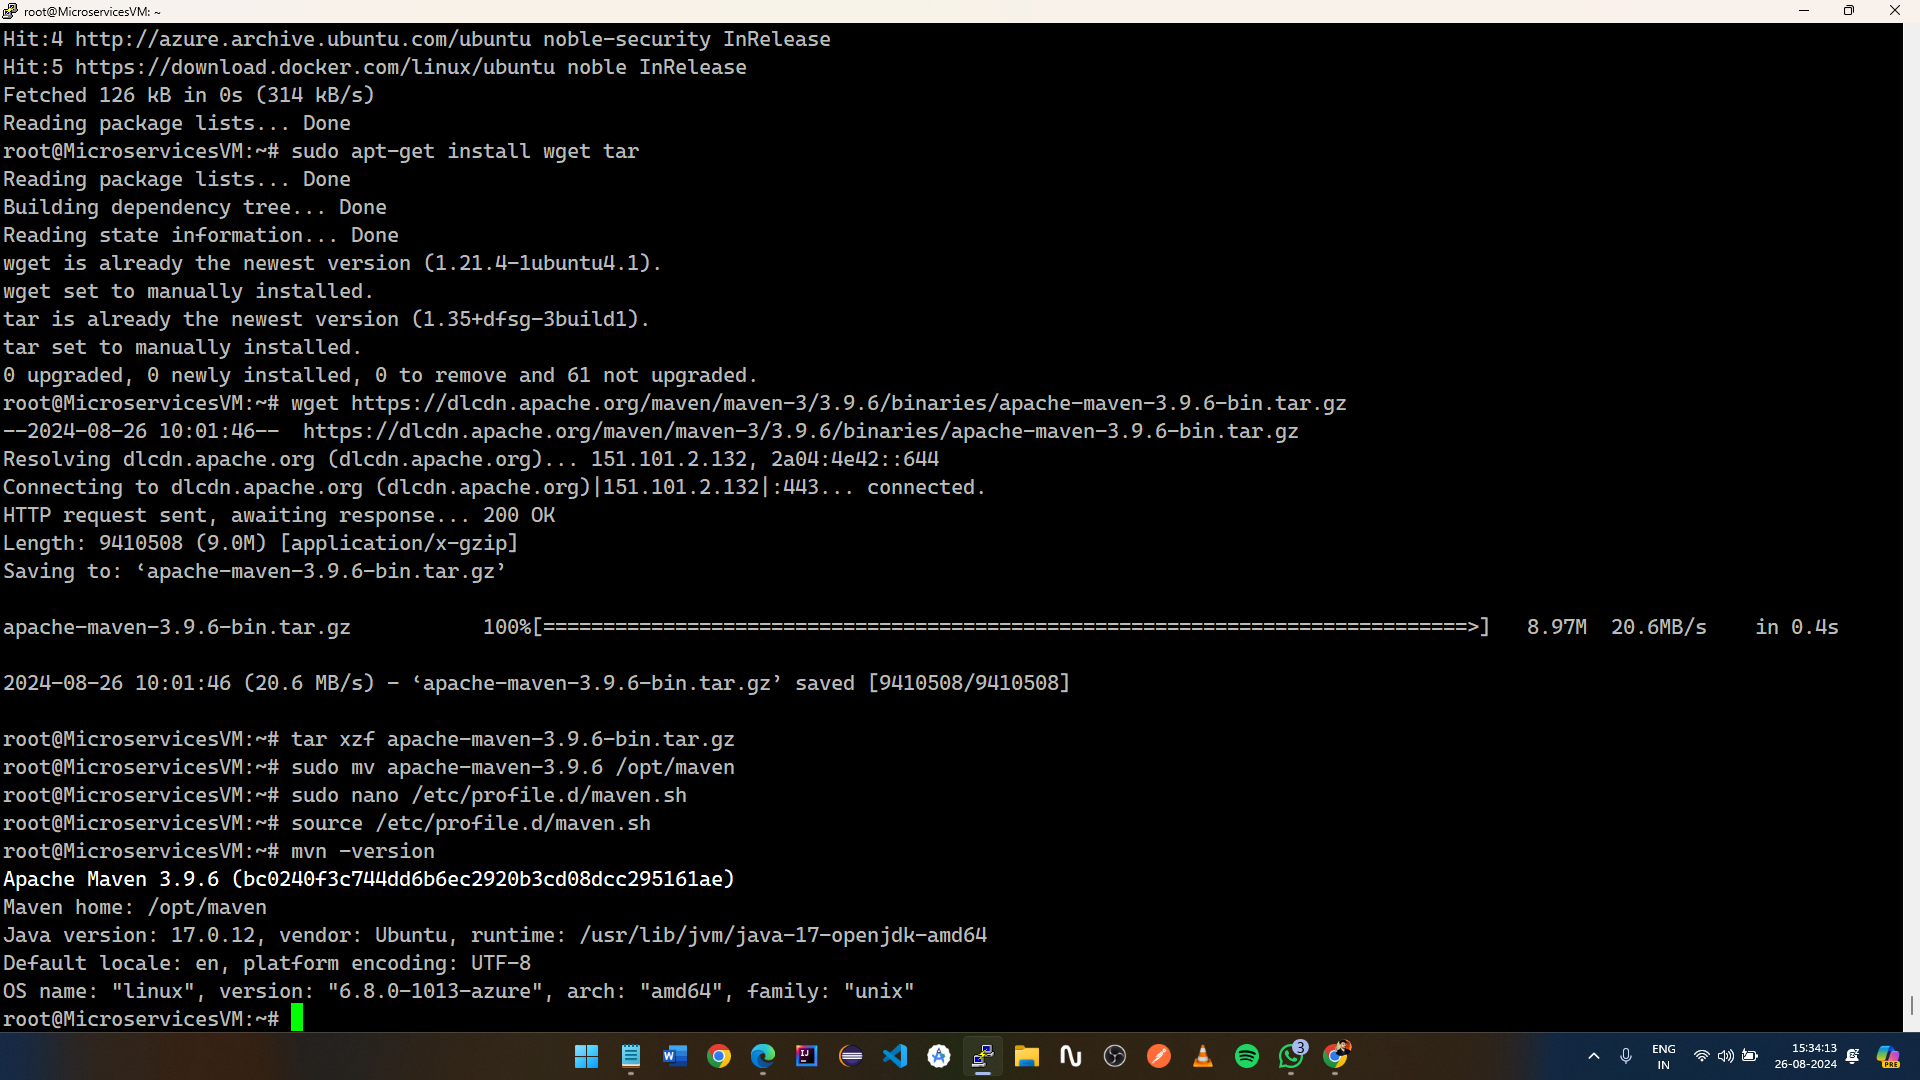 root@MicroservicesVM: ~
Hit:4 http://azure.archive.ubuntu.com/ubuntu noble-security InRelease
Hit:5 https://download.docker.com/linux/ubuntu noble InRelease
Fetched 126 kB in 0s (314 kB/s)
Reading package lists... Done
root@MicroservicesVM:~# sudo apt-get install wget tar
Reading package lists... Done
Building dependency tree... Done
Reading state information... Done
wget is already the newest version (1.21.4-1ubuntu4.1).
wget set to manually installed.
tar is already the newest version (1.35+dfsg-3build1).
tar set to manually installed.
0 upgraded, 0 newly installed, 0 to remove and 61 not upgraded.
root@MicroservicesVM:~# wget https://dlcdn.apache.org/maven/maven-3/3.9.6/binaries/apache-maven-3.9.6-bin.tar.gz
--2024-08-26 10:01:46--  https://dlcdn.apache.org/maven/maven-3/3.9.6/binaries/apache-maven-3.9.6-bin.tar.gz
Resolving dlcdn.apache.org (dlcdn.apache.org)... 151.101.2.132, 2a04:4e42::644
Connecting to dlcdn.apache.org (dlcdn.apache.org)|151.101.2.132|:443... connected.
HTTP request sent, awaiting response... 200 OK
Length: 9410508 (9.0M) [application/x-gzip]
Saving to: ‘apache-maven-3.9.6-bin.tar.gz’
apache-maven-3.9.6-bin.tar.gz           100%[=============================================================================>]   8.97M  20.6MB/s    in 0.4s
2024-08-26 10:01:46 (20.6 MB/s) - ‘apache-maven-3.9.6-bin.tar.gz’ saved [9410508/9410508]
root@MicroservicesVM:~# tar xzf apache-maven-3.9.6-bin.tar.gz
root@MicroservicesVM:~# sudo mv apache-maven-3.9.6 /opt/maven
root@MicroservicesVM:~# sudo nano /etc/profile.d/maven.sh
root@MicroservicesVM:~# source /etc/profile.d/maven.sh
root@MicroservicesVM:~# mvn -version
Apache Maven 3.9.6 (bc0240f3c744dd6b6ec2920b3cd08dcc295161ae)
Maven home: /opt/maven
Java version: 17.0.12, vendor: Ubuntu, runtime: /usr/lib/jvm/java-17-openjdk-amd64
Default locale: en, platform encoding: UTF-8
OS name: "linux", version: "6.8.0-1013-azure", arch: "amd64", family: "unix"
root@MicroservicesVM:~#
3
ENG
IN
15:34:13
26-08-2024
PRE